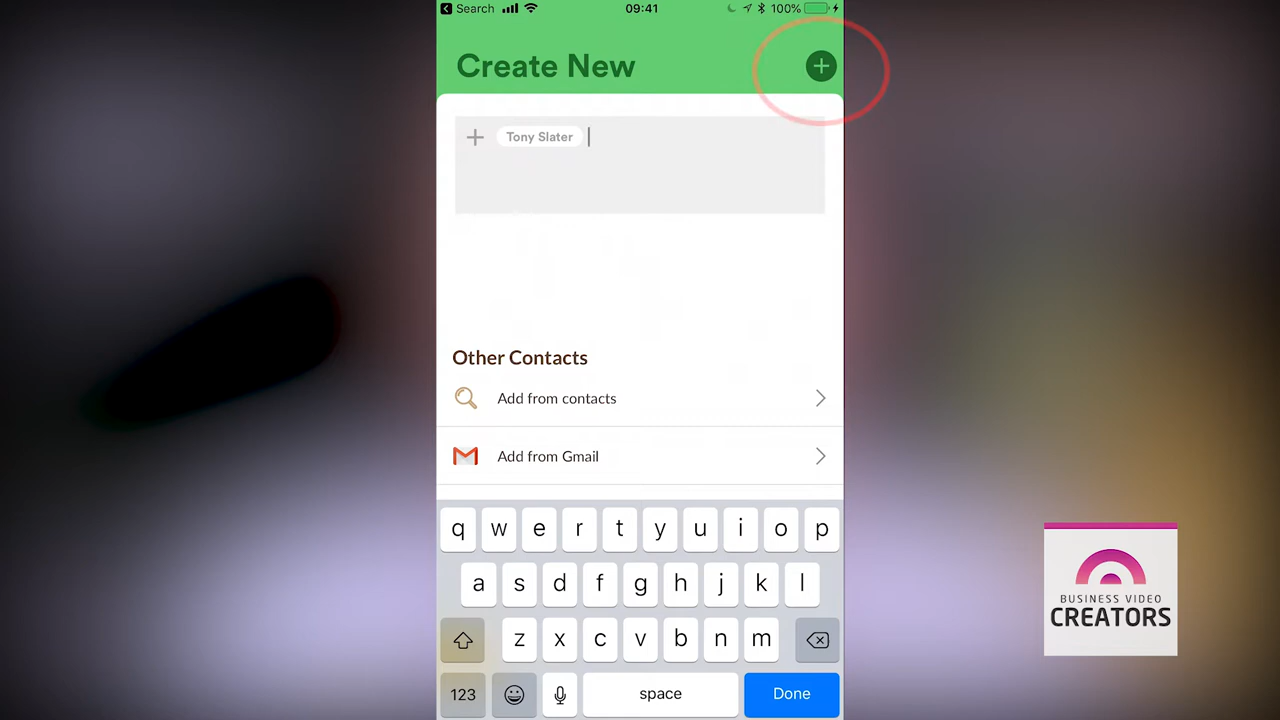 Search 09:41 100%
Create New
Tony Slater
Other Contacts
Add from contacts
Add from Gmail
q w e r t y u i o p
a s d f g h j k l
z x c v b n m
123 space Done
BUSINESS VIDEO
CREATORS